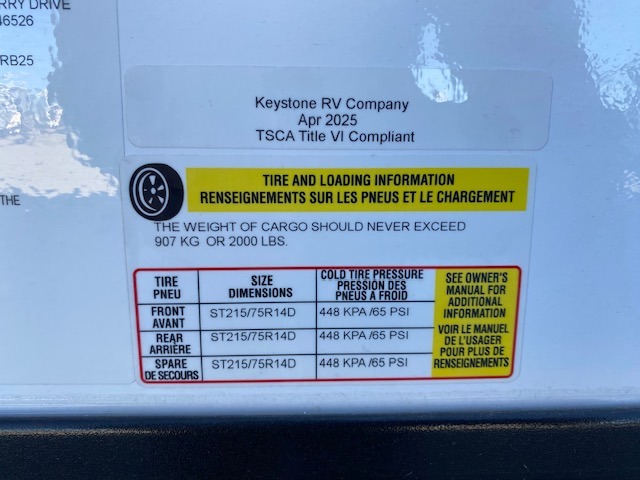 RRY DRIVE
46526
RB25
THE
Keystone RV Company
Apr 2025
TSCA Title VI Compliant
TIRE AND LOADING INFORMATION
RENSEIGNEMENTS SUR LES PNEUS ET LE CHARGEMENT
THE WEIGHT OF CARGO SHOULD NEVER EXCEED
907 KG OR 2000 LBS.
TIRE
PNEU
SIZE
DIMENSIONS
COLD TIRE PRESSURE
PRESSION DES
PNEUS A FROID
FRONT
AVANT
ST215/75R14D
448 KPA /65 PSI
REAR
ARRIÈRE
ST215/75R14D
448 KPA /65 PSI
SPARE
DE SECOURS
ST215/75R14D
448 KPA /65 PSI
SEE OWNER'S
MANUAL FOR
ADDITIONAL
INFORMATION
VOIR LE MANUEL
DE L'USAGER
POUR PLUS DE
RENSEIGNEMENTS